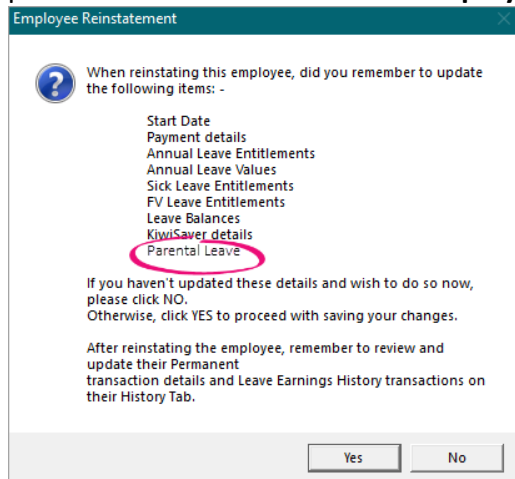 Employee Reinstatement
When reinstating this employee, did you remember to update
the following items: -
Start Date
Payment details
Annual Leave Entitlements
Annual Leave Values
Sick Leave Entitlements
FV Leave Entitlements
Leave Balances
KiwiSaver details
Parental Leave
If you haven't updated these details and wish to do so now,
please click NO.
Otherwise, click YES to proceed with saving your changes.
After reinstating the employee, remember to review and
update their Permanent
transaction details and Leave Earnings History transactions on
their History Tab.
Yes
No